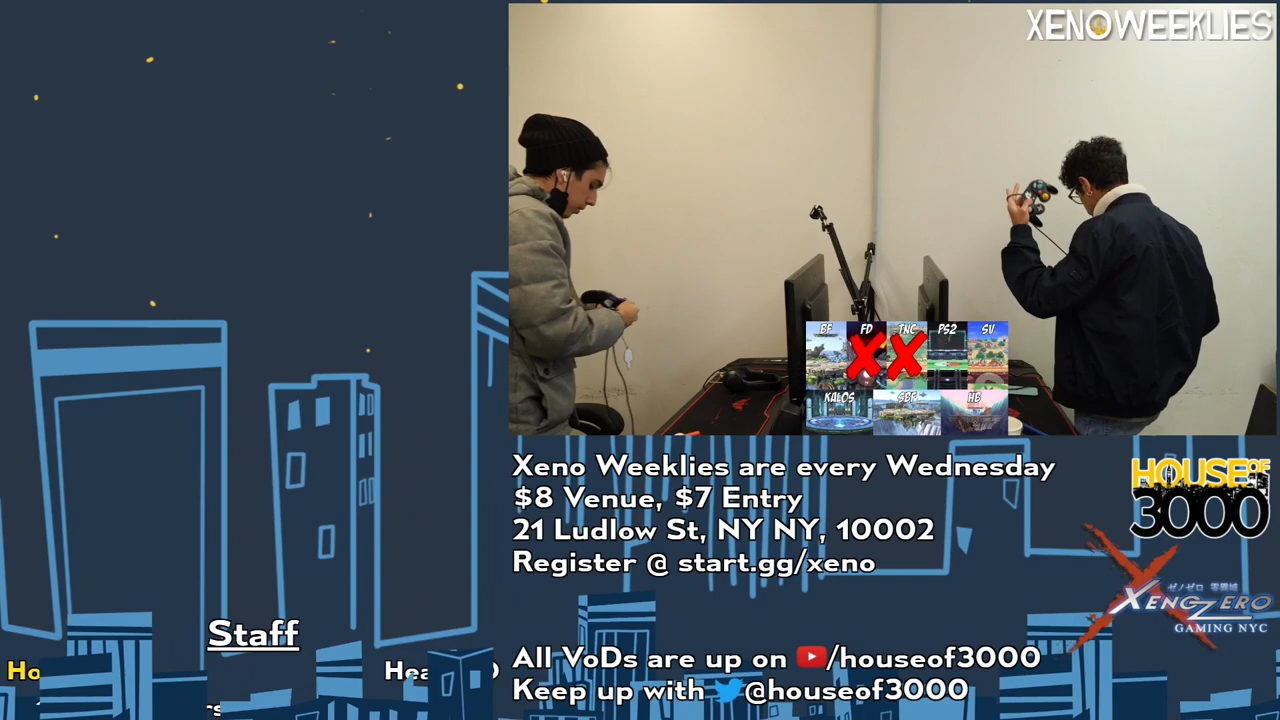 XENOWEEKLIES
BF FD TNC PS2 SV
KALOS SBF HB
Xeno Weeklies are every Wednesday
$8 Venue, $7 Entry
21 Ludlow St, NY NY, 10002
Register @ start.gg/xeno
HOUSE OF
3000
XENOZERO
GAMING NYC
Staff
All VoDs are up on /houseof3000
Keep up with @houseof3000